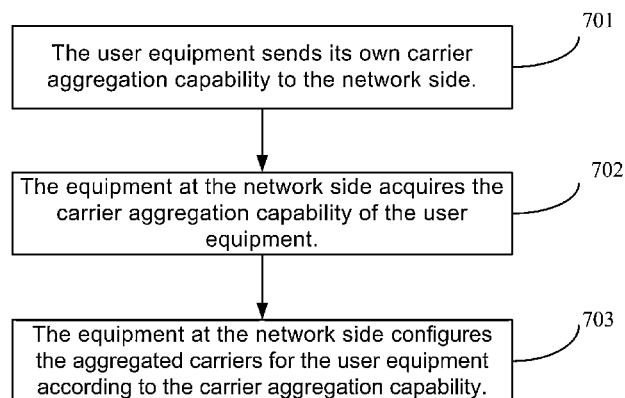 701
The user equipment sends its own carrier
aggregation capability to the network side.
702
The equipment at the network side acquires the
carrier aggregation capability of the user
equipment.
703
The equipment at the network side configures
the aggregated carriers for the user equipment
according to the carrier aggregation capability.